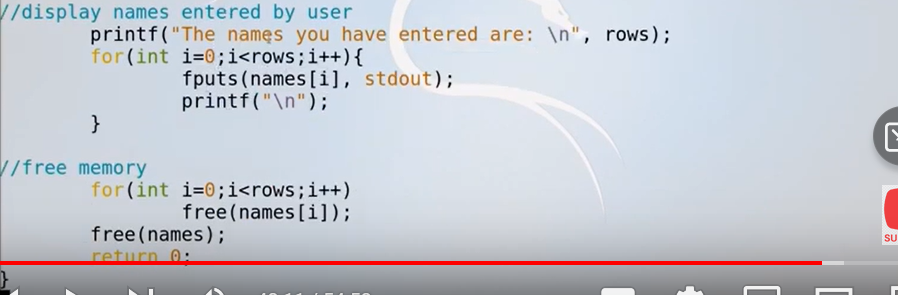 //display names entered by user
printf("The names you have entered are: \n", rows);
for(int i=0;i<rows;i++){
fputs(names[i], stdout);
printf("\n");
}
//free memory
for(int i=0;i<rows;i++)
free(names[i]);
free(names);
return 0;
}
SU